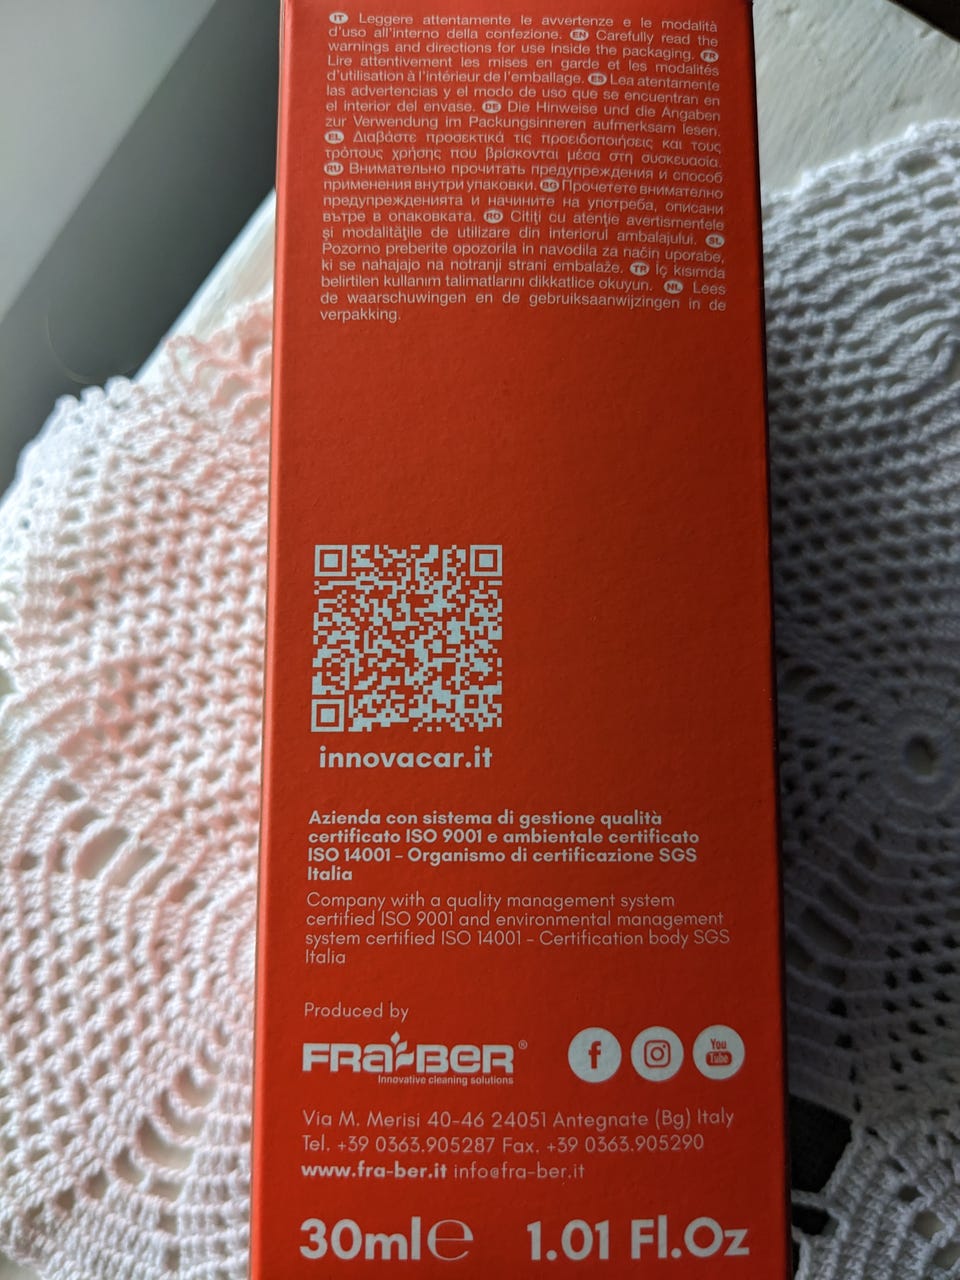 IT Leggere attentamente le avvertenze e le modalità
d'uso all'interno della confezione. EN Carefully read the
warnings and directions for use inside the packaging. FR
Lire attentivement les mises en garde et les modalités
d'utilisation à l'intérieur de l'emballage. ES Lea atentamente
las advertencias y el modo de uso que se encuentran en
el interior del envase. DE Die Hinweise und die Angaben
zur Verwendung im Packungsinneren aufmerksam lesen.
EL Διαβάστε προσεκτικά τις προειδοποιήσεις και τους
τρόπους χρήσης που βρίσκονται μέσα στη συσκευασία.
RU Внимательно прочитать предупреждения и способ
применения внутри упаковки. BG Прочетете внимателно
предупрежденията и начините на употреба, описани
вътре в опаковката. RO Citiți cu atenție avertismentele
și modalitățile de utilizare din interiorul ambalajului. SL
Pozorno preberite opozorila in navodila za način uporabe,
ki se nahajajo na notranji strani embalaže. TR İç kısımda
belirtilen kullanım talimatlarını dikkatlice okuyun. NL Lees
de waarschuwingen en de gebruiksaanwijzingen in de
verpakking.
innovacar.it
Azienda con sistema di gestione qualità
certificato ISO 9001 e ambientale certificato
ISO 14001 - Organismo di certificazione SGS
Italia
Company with a quality management system
certified ISO 9001 and environmental management
system certified ISO 14001 - Certification body SGS
Italia
Produced by
FRA-BER®
Innovative cleaning solutions
f
You
Tube
Via M. Merisi 40-46 24051 Antegnate (Bg) Italy
Tel. +39 0363.905287 Fax. +39 0363.905290
www.fra-ber.it info@fra-ber.it
30ml℮ 1.01 Fl.Oz